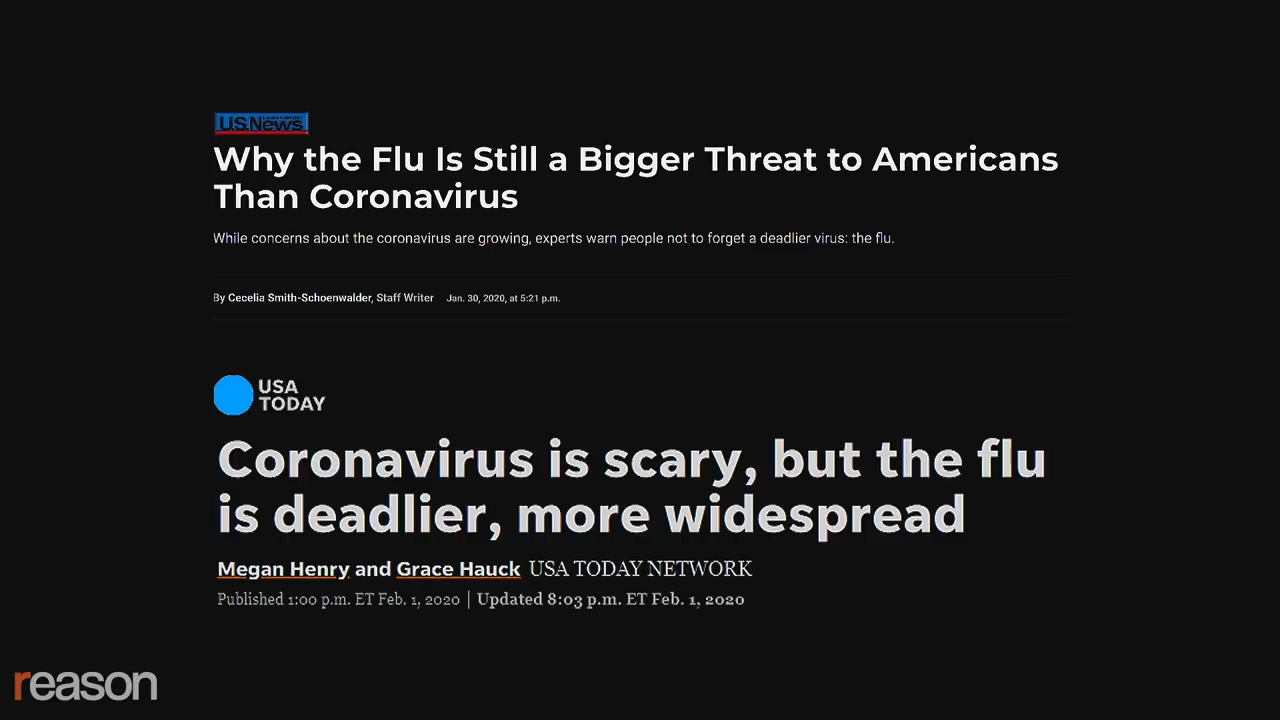 U.S.News
Why the Flu Is Still a Bigger Threat to Americans
Than Coronavirus
While concerns about the coronavirus are growing, experts warn people not to forget a deadlier virus: the flu.
By Cecelia Smith-Schoenwalder, Staff Writer Jan. 30, 2020, at 5:21 p.m.
USA
TODAY
Coronavirus is scary, but the flu
is deadlier, more widespread
Megan Henry and Grace Hauck USA TODAY NETWORK
Published 1:00 p.m. ET Feb. 1, 2020 | Updated 8:03 p.m. ET Feb. 1, 2020
reason